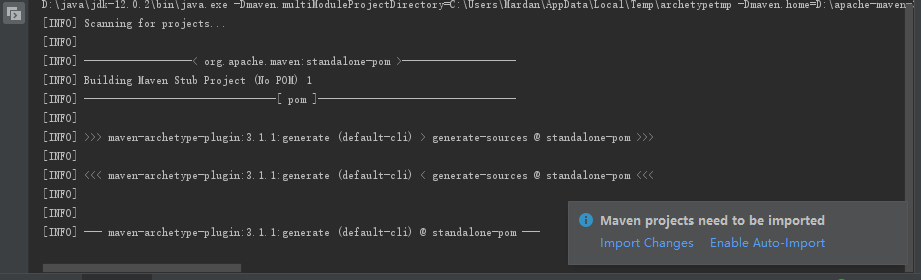 D:\java\jdk-12.0.2\bin\java.exe -Dmaven.multiModuleProjectDirectory=C:\Users\Mardan\AppData\Local\Temp\archetypetmp -Dmaven.home=D:\apache-maven-
[INFO] Scanning for projects...
[INFO]
[INFO] ------------------< org.apache.maven:standalone-pom >-------------------
[INFO] Building Maven Stub Project (No POM) 1
[INFO] --------------------------------[ pom ]---------------------------------
[INFO]
[INFO] >>> maven-archetype-plugin:3.1.1:generate (default-cli) > generate-sources @ standalone-pom >>>
[INFO]
[INFO] <<< maven-archetype-plugin:3.1.1:generate (default-cli) < generate-sources @ standalone-pom <<<
[INFO]
[INFO]
[INFO] --- maven-archetype-plugin:3.1.1:generate (default-cli) @ standalone-pom ---
Maven projects need to be imported
Import Changes Enable Auto-Import